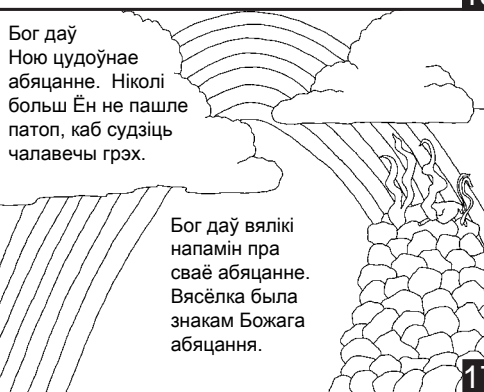 Бог даў
Ною цудоўнае
абяцанне. Ніколі
больш Ён не пашле
патоп, каб судзіць
чалавечы грэх.
Бог даў вялікі
напамін пра
сваё абяцанне.
Вясёлка была
знакам Божага
абяцання.